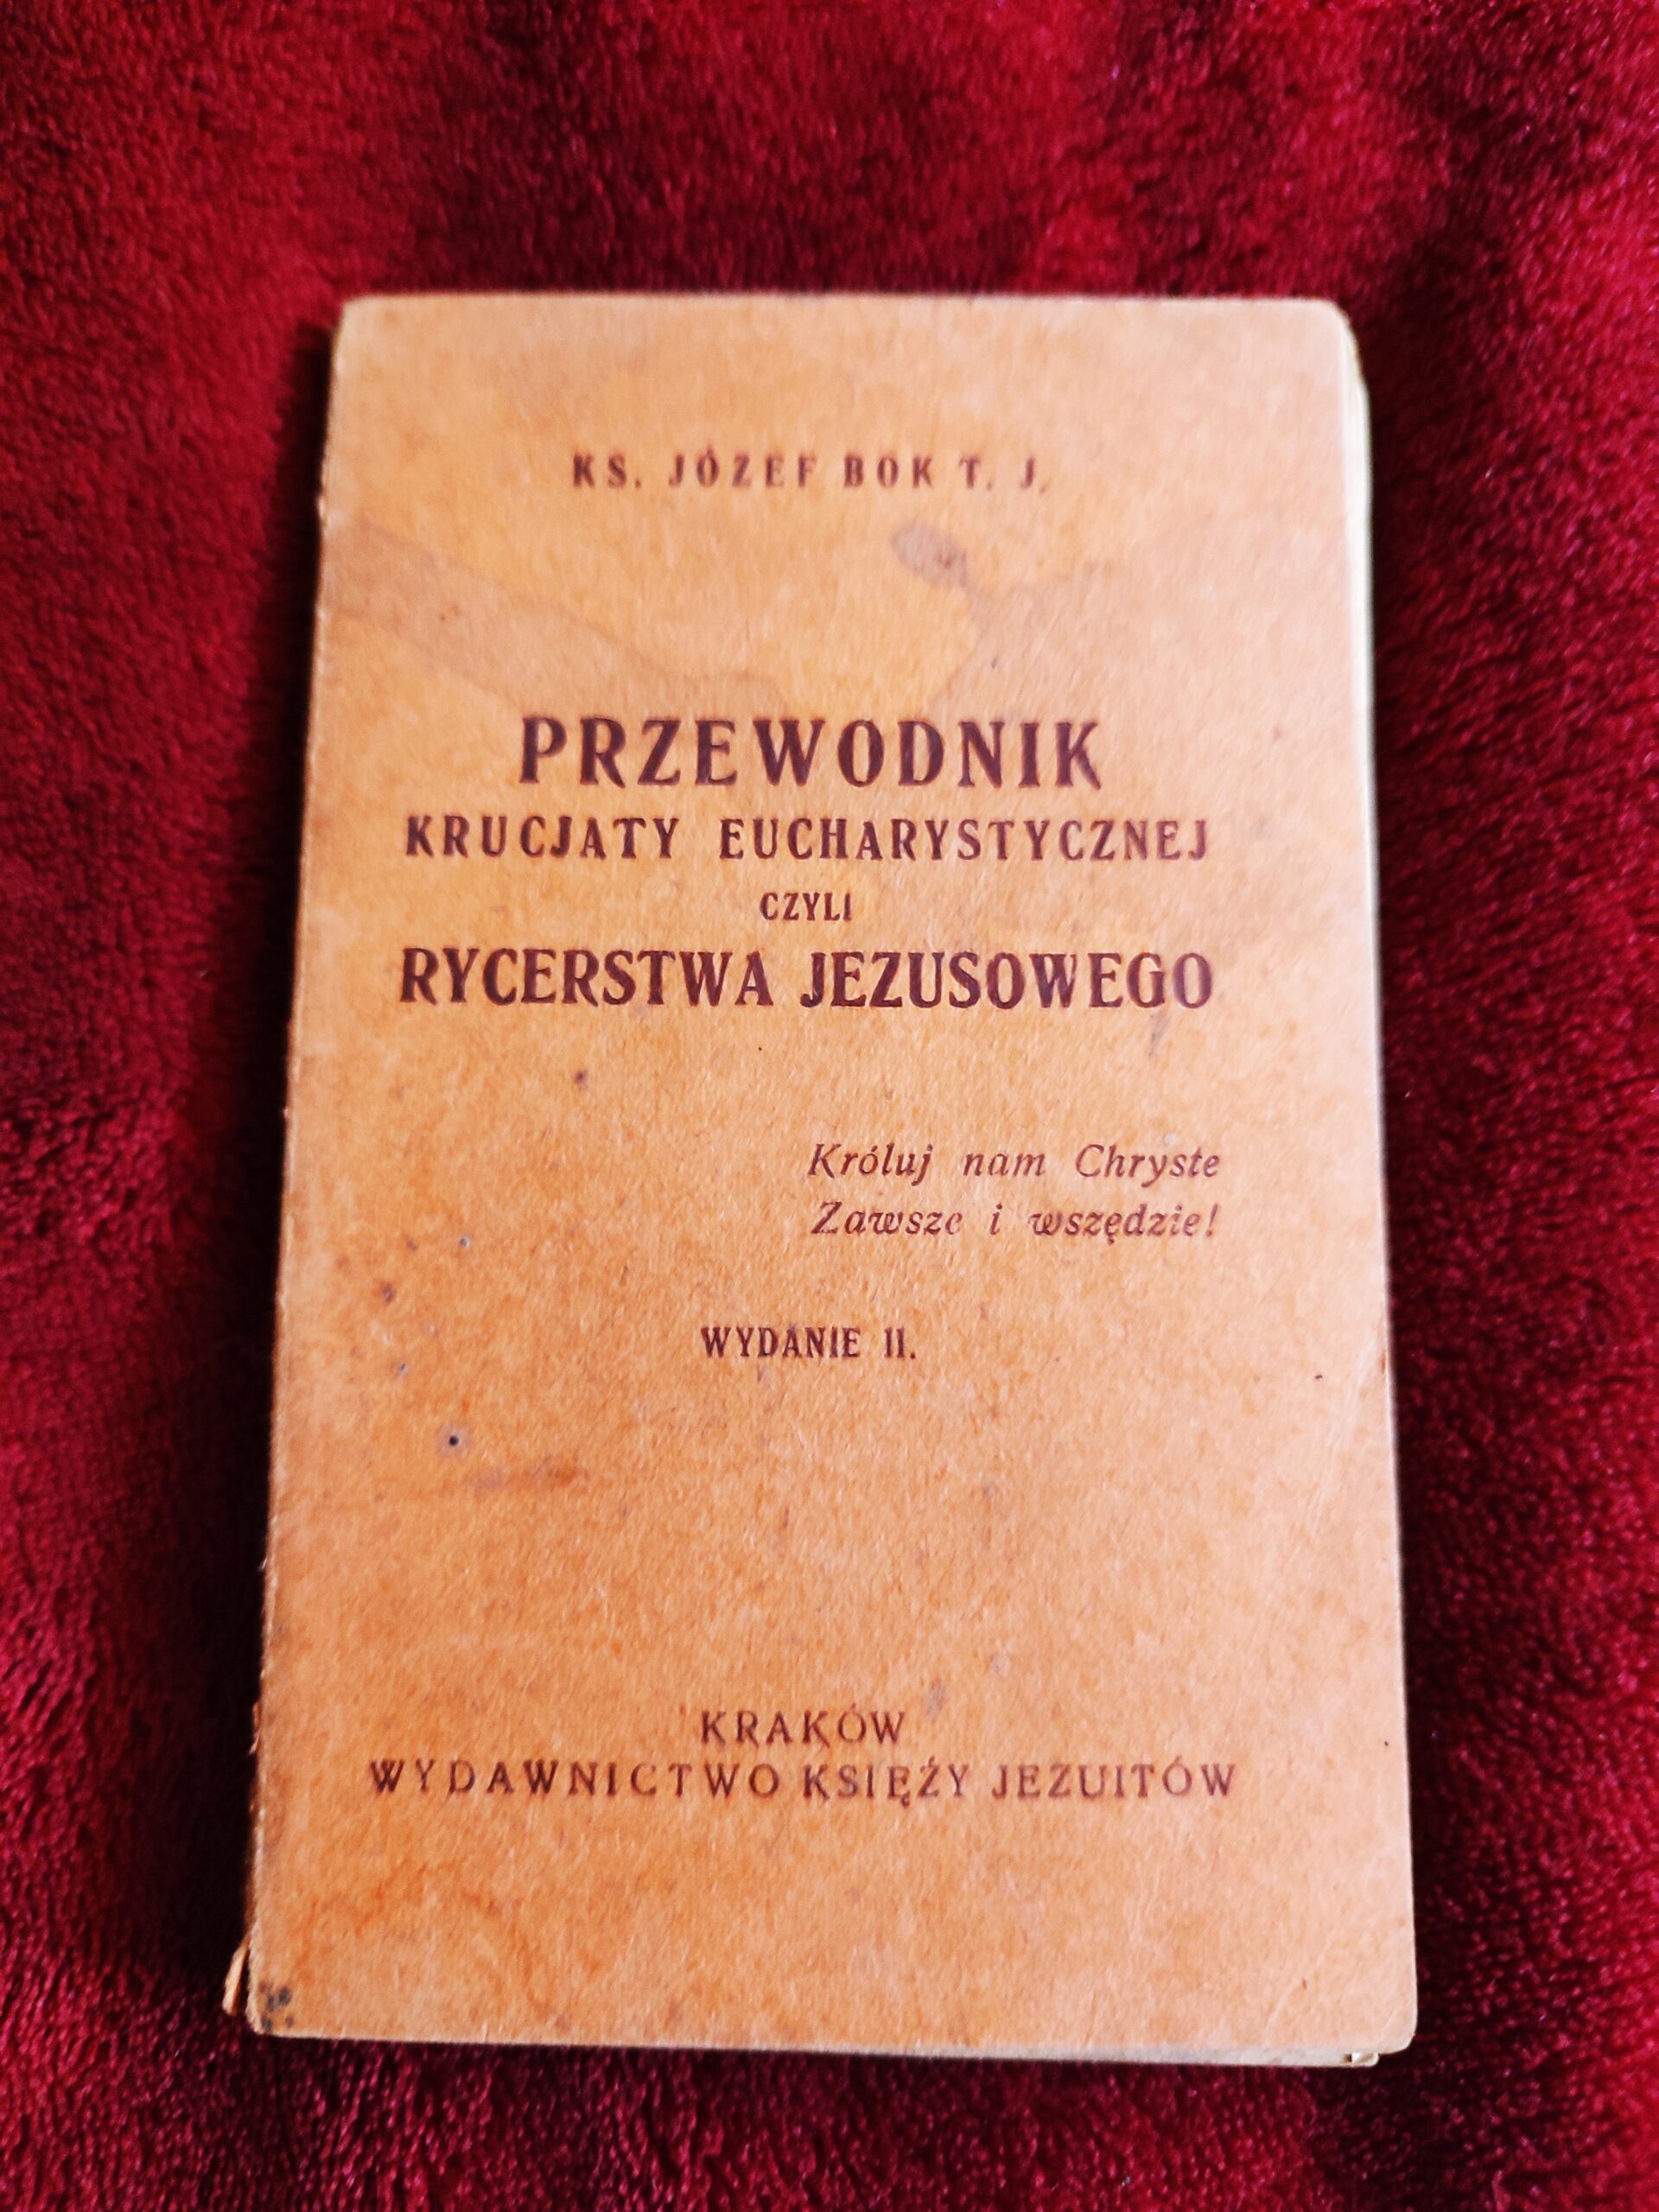 KS. JÓZEF BOK T. J.
PRZEWODNIK
KRUCJATY EUCHARYSTYCZNEJ
CZYLI
RYCERSTWA JEZUSOWEGO
Króluj nam Chryste
Zawsze i wszędzie!
WYDANIE II.
KRAKÓW
WYDAWNICTWO KSIĘŻY JEZUITÓW